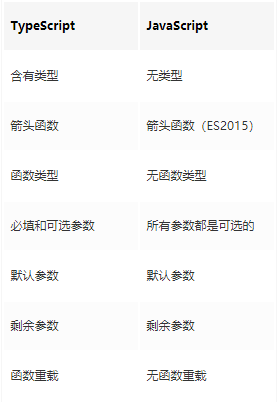 TypeScript JavaScript
含有类型 无类型
箭头函数 箭头函数（ES2015）
函数类型 无函数类型
必填和可选参数 所有参数都是可选的
默认参数 默认参数
剩余参数 剩余参数
函数重载 无函数重载